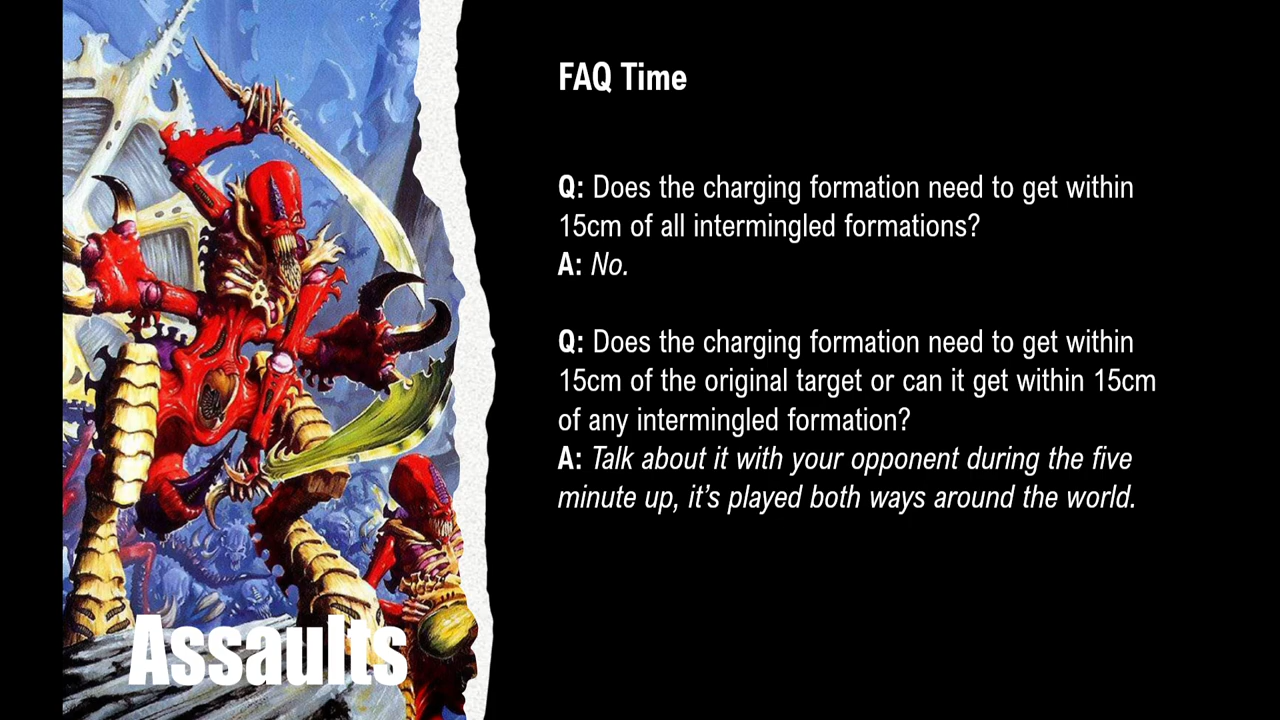 FAQ Time
Q: Does the charging formation need to get within
15cm of all intermingled formations?
A: No.
Q: Does the charging formation need to get within
15cm of the original target or can it get within 15cm
of any intermingled formation?
A: Talk about it with your opponent during the five
minute up, it’s played both ways around the world.
Assaults